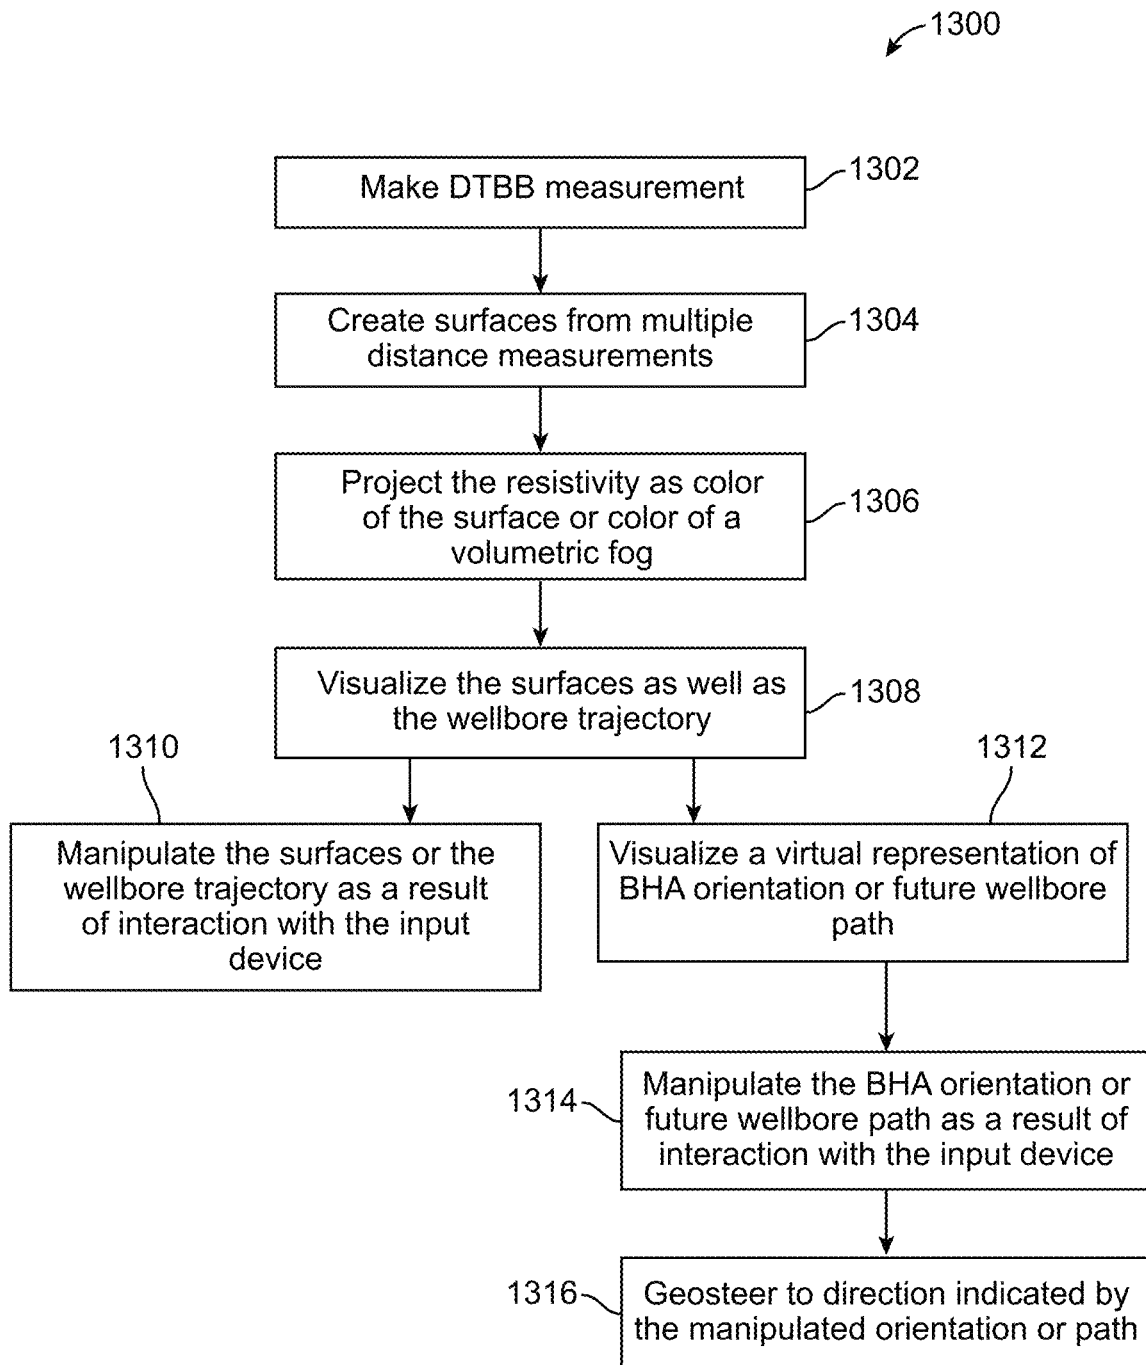 1300
Make DTBB measurement
1302
Create surfaces from multiple
distance measurements
1304
Project the resistivity as color
of the surface or color of a
volumetric fog
1306
Visualize the surfaces as well as
the wellbore trajectory
1308
1310
Manipulate the surfaces or the
wellbore trajectory as a result
of interaction with the input
device
1312
Visualize a virtual representation of
BHA orientation or future wellbore
path
1314
Manipulate the BHA orientation or
future wellbore path as a result of
interaction with the input device
1316
Geosteer to direction indicated by
the manipulated orientation or path